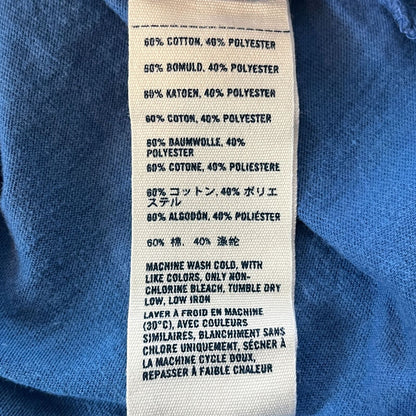 60% COTTON, 40% POLYESTER
60% BOMULD, 40% POLYESTER
60% KATOEN, 40% POLYESTER
60% COTON, 40% POLYESTER
60% BAUMWOLLE, 40%
POLYESTER
60% COTONE, 40% POLIESTERE
60% コットン, 40% ポリエ
ステル
60% ALGODÓN, 40% POLIÉSTER
60% 棉, 40% 涤纶
MACHINE WASH COLD, WITH
LIKE COLORS, ONLY NON-
CHLORINE BLEACH, TUMBLE DRY
LOW, LOW IRON
LAVER À FROID EN MACHINE
(30°C), AVEC COULEURS
SIMILAIRES, BLANCHIMENT SANS
CHLORE UNIQUEMENT, SÉCHER À
LA MACHINE CYCLE DOUX,
REPASSER À FAIBLE CHALEUR